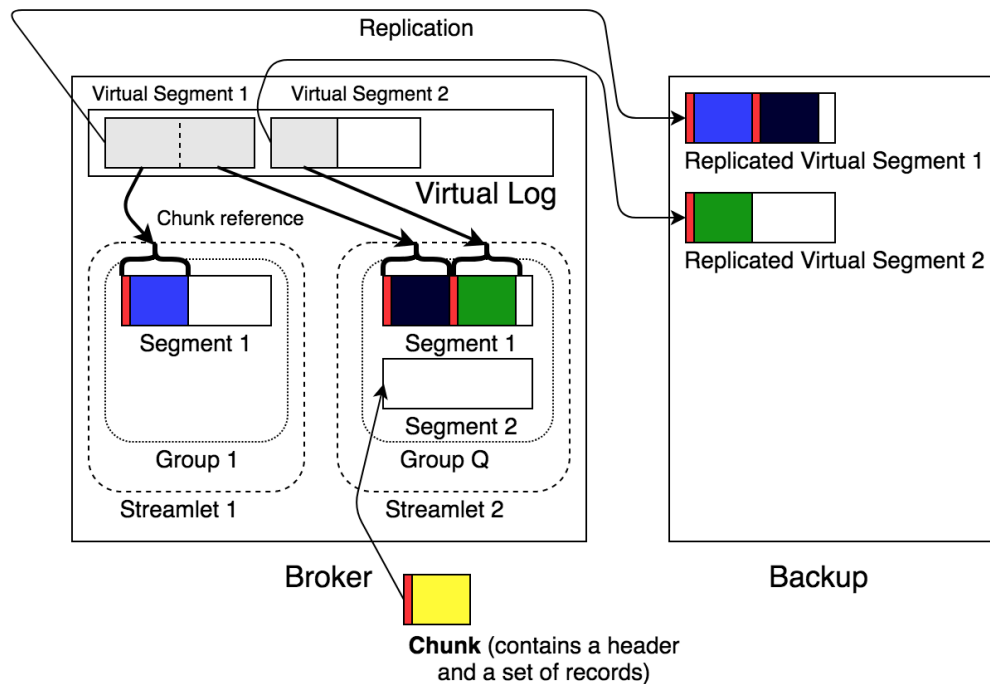 Replication
Virtual Segment 1
Virtual Segment 2
Virtual Log
Chunk reference
Segment 1
Group 1
Streamlet 1
Segment 1
Segment 2
Group Q
Streamlet 2
Broker
Replicated Virtual Segment 1
Replicated Virtual Segment 2
Backup
Chunk (contains a header
and a set of records)